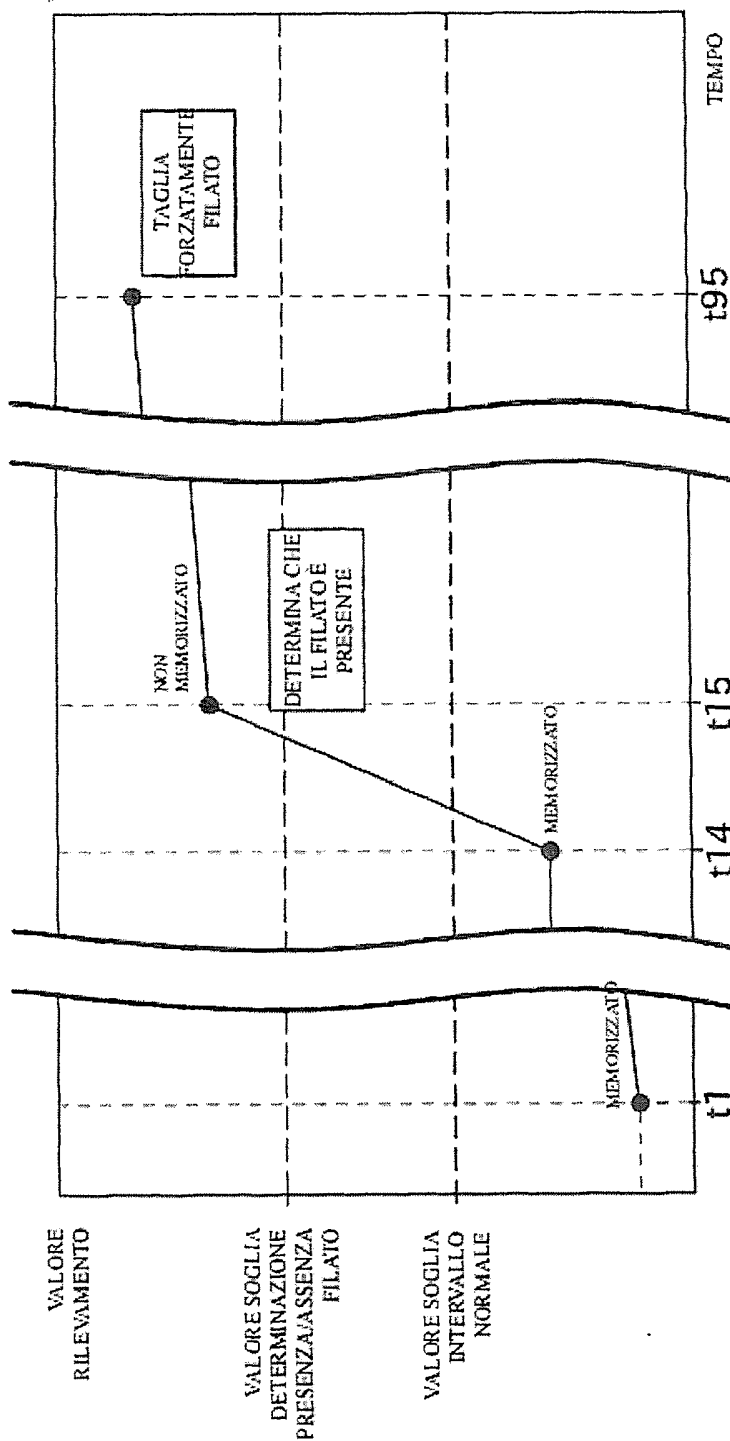 VALORE
RILEVAMENTO
VALORE SOGLIA
DETERMINAZIONE
PRESENZA/ASSENZA
FILATO
VALORE SOGLIA
INTERVALLO
NORMALE
MEMORIZZATO
MEMORIZZATO
NON
MEMORIZZATO
DETERMINA CHE
IL FILATO È
PRESENTE
TAGLIA
FORZATAMENTE
FILATO
t1
t14
t15
t95
TEMPO